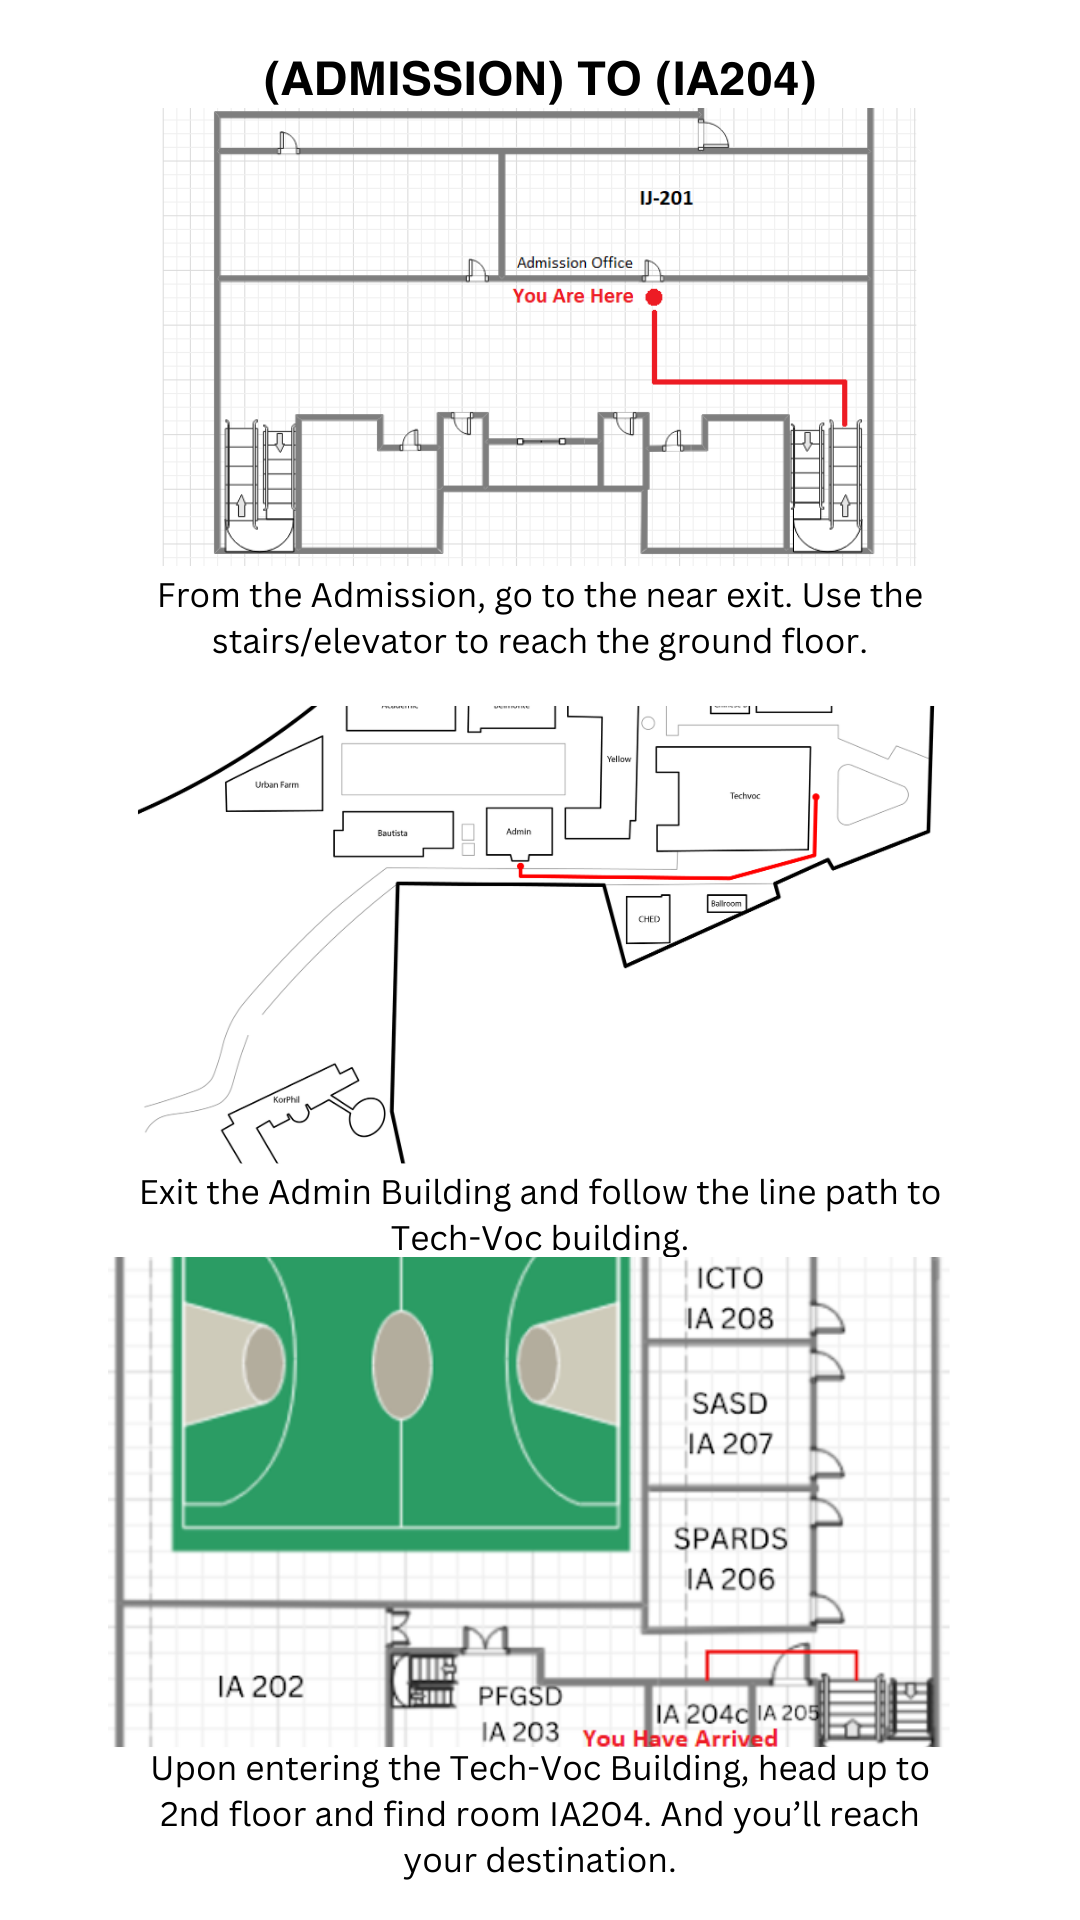 (ADMISSION) TO (IA204)
IJ-201
Admission Office
You Are Here
From the Admission, go to the near exit. Use the
stairs/elevator to reach the ground floor.
Urban Farm
Yellow
Techvoc
Bautista
Admin
CHED
Ballroom
KorPhil
Exit the Admin Building and follow the line path to
Tech-Voc building.
ICTO
IA 208
SASD
IA 207
SPARDS
IA 206
IA 202
PFGSD
IA 203
IA 204c
IA 205
You Have Arrived
Upon entering the Tech-Voc Building, head up to
2nd floor and find room IA204. And you’ll reach
your destination.